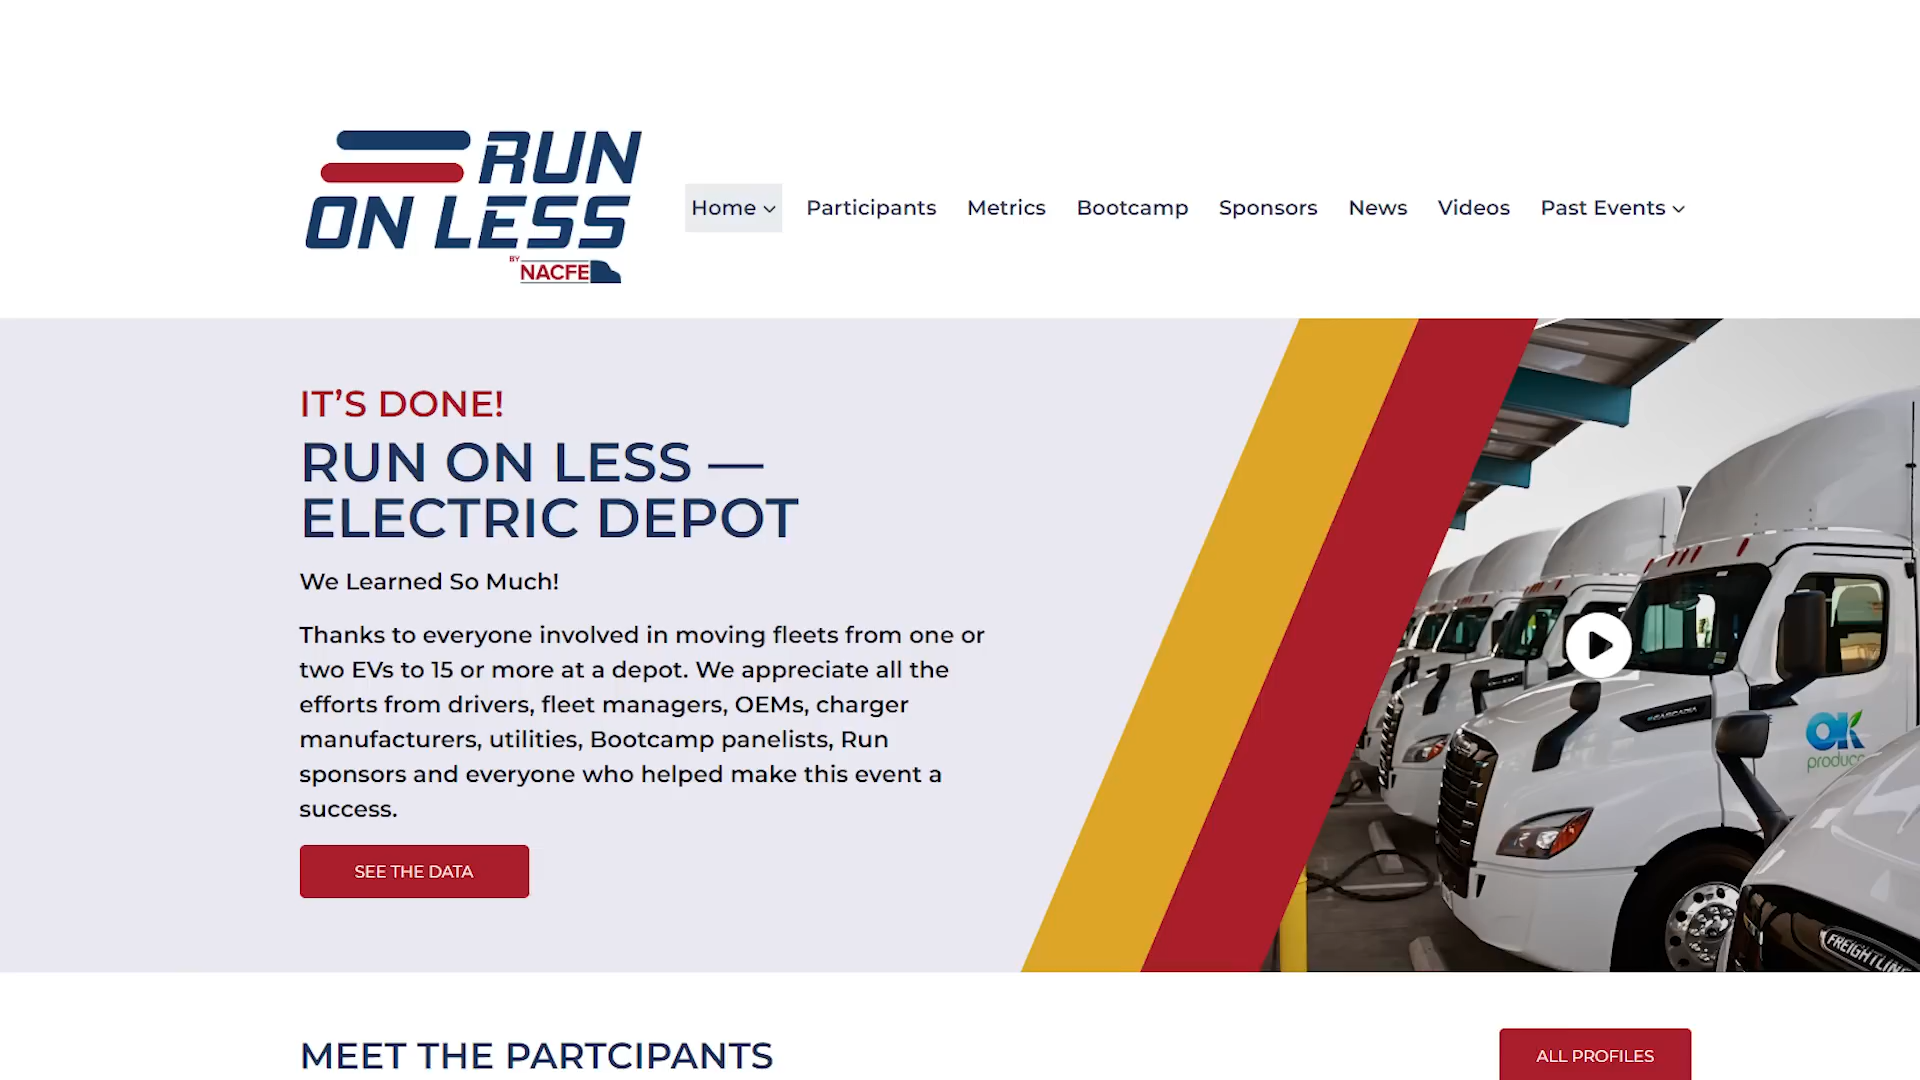 RUN
ON LESS
BY NACFE
Home Participants Metrics Bootcamp Sponsors News Videos Past Events
IT’S DONE!
RUN ON LESS —
ELECTRIC DEPOT
We Learned So Much!
Thanks to everyone involved in moving fleets from one or
two EVs to 15 or more at a depot. We appreciate all the
efforts from drivers, fleet managers, OEMs, charger
manufacturers, utilities, Bootcamp panelists, Run
sponsors and everyone who helped make this event a
success.
SEE THE DATA
eCASCADIA
OK
produce
FREIGHTLIN
MEET THE PARTCIPANTS
ALL PROFILES